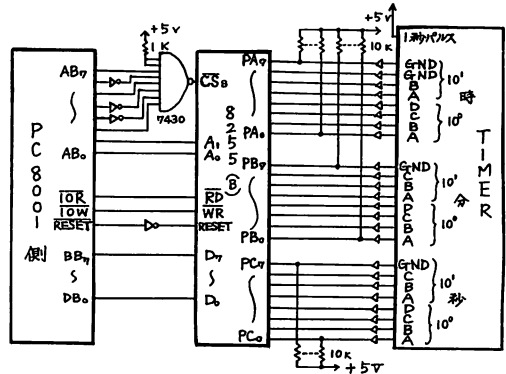 +5v
1K
7430
PC8001側
AB7
AB0
IOR
IOW
RESET
BB7
DB0
8255
(B)
CSB
A1
A0
RD
WR
RESET
D7
D0
PA7
PA0
PB7
PB0
PC7
PC0
+5v
10K
10K
+5V
TIMER
1秒パルス
GND
GND
B
A
D
C
B
A
10¹
10⁰
時
GND
C
B
A
D
C
B
A
10¹
10⁰
分
GND
C
B
A
D
C
B
A
10¹
10⁰
秒